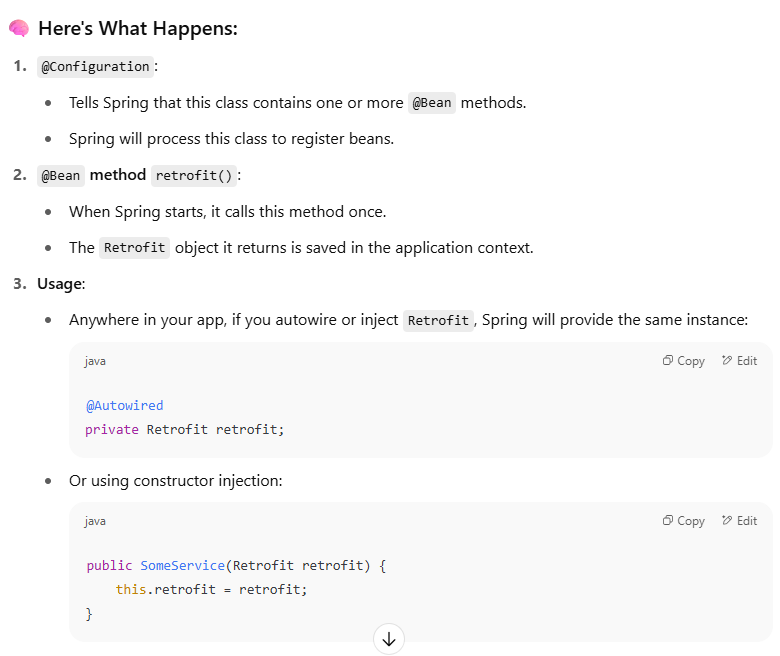 🧠 Here's What Happens:
1. @Configuration:
• Tells Spring that this class contains one or more @Bean methods.
• Spring will process this class to register beans.
2. @Bean method retrofit():
• When Spring starts, it calls this method once.
• The Retrofit object it returns is saved in the application context.
3. Usage:
• Anywhere in your app, if you autowire or inject Retrofit, Spring will provide the same instance:
java Copy Edit
@Autowired
private Retrofit retrofit;
• Or using constructor injection:
java Copy Edit
public SomeService(Retrofit retrofit) {
    this.retrofit = retrofit;
}